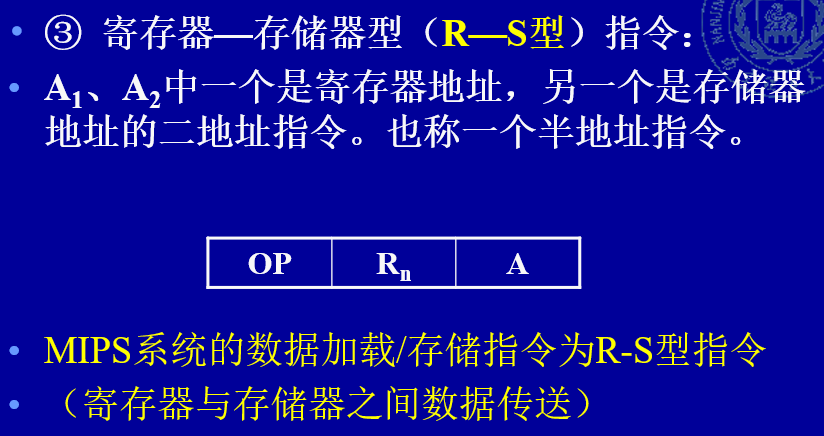 • ③ 寄存器—存储器型（R—S型）指令：
• A₁、A₂中一个是寄存器地址，另一个是存储器
地址的二地址指令。也称一个半地址指令。
OP Rₙ A
• MIPS系统的数据加载/存储指令为R-S型指令
• （寄存器与存储器之间数据传送）